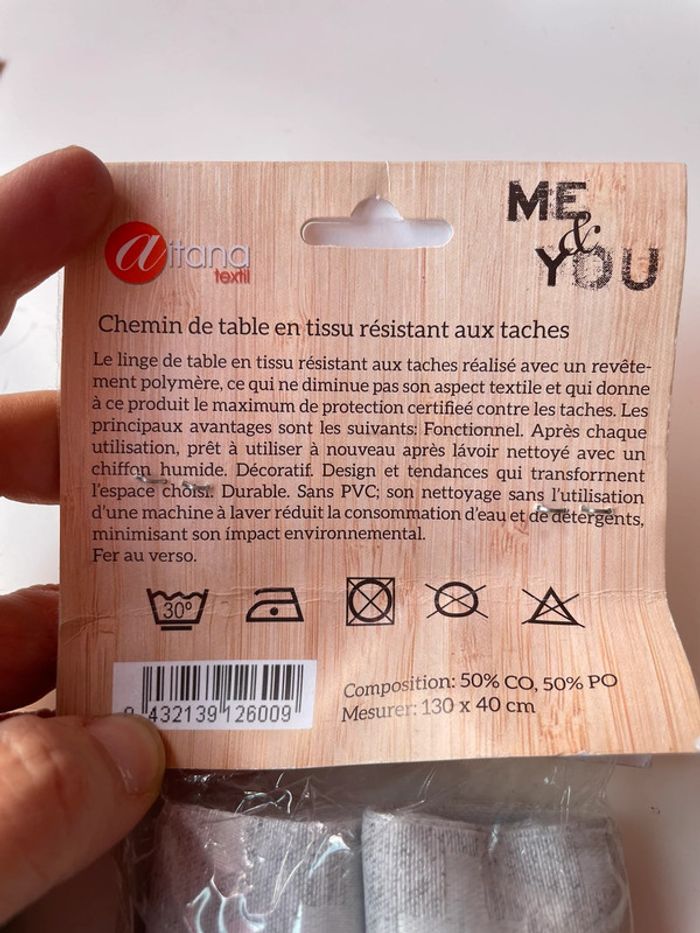 aitana
textil
ME
&
YOU
Chemin de table en tissu résistant aux taches
Le linge de table en tissu résistant aux taches réalisé avec un revête-
ment polymère, ce qui ne diminue pas son aspect textile et qui donne
à ce produit le maximum de protection certifieé contre les taches. Les
principaux avantages sont les suivants: Fonctionnel. Après chaque
utilisation, prêt à utiliser à nouveau après lávoir nettoyé avec un
chiffon humide. Décoratif. Design et tendances qui transforrnent
l'espace choisi. Durable. Sans PVC; son nettoyage sans l'utilisation
d'une machine à laver réduit la consommation d'eau et de détergents,
minimisant son ímpact environnemental.
Fer au verso.
30º
432139 126009
Composition: 50% CO, 50% PO
Mesurer: 130 x 40 cm